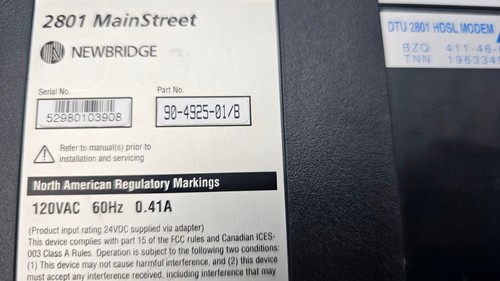 2801 MainStreet
NEWBRIDGE
Serial No.
52980103908
Part No.
90-4925-01/B
Refer to manual(s) prior to
installation and servicing
North American Regulatory Markings
120VAC 60Hz 0.41A
(Product input rating 24VDC supplied via adapter)
This device complies with part 15 of the FCC rules and Canadian ICES-
003 Class A Rules. Operation is subject to the following two conditions:
(1) This device may not cause harmful interference, and (2) this device
must accept any interference received, including interference that may
DTU 2801 HDSL MODEM
BZQ 411-46-
TNN 1963345